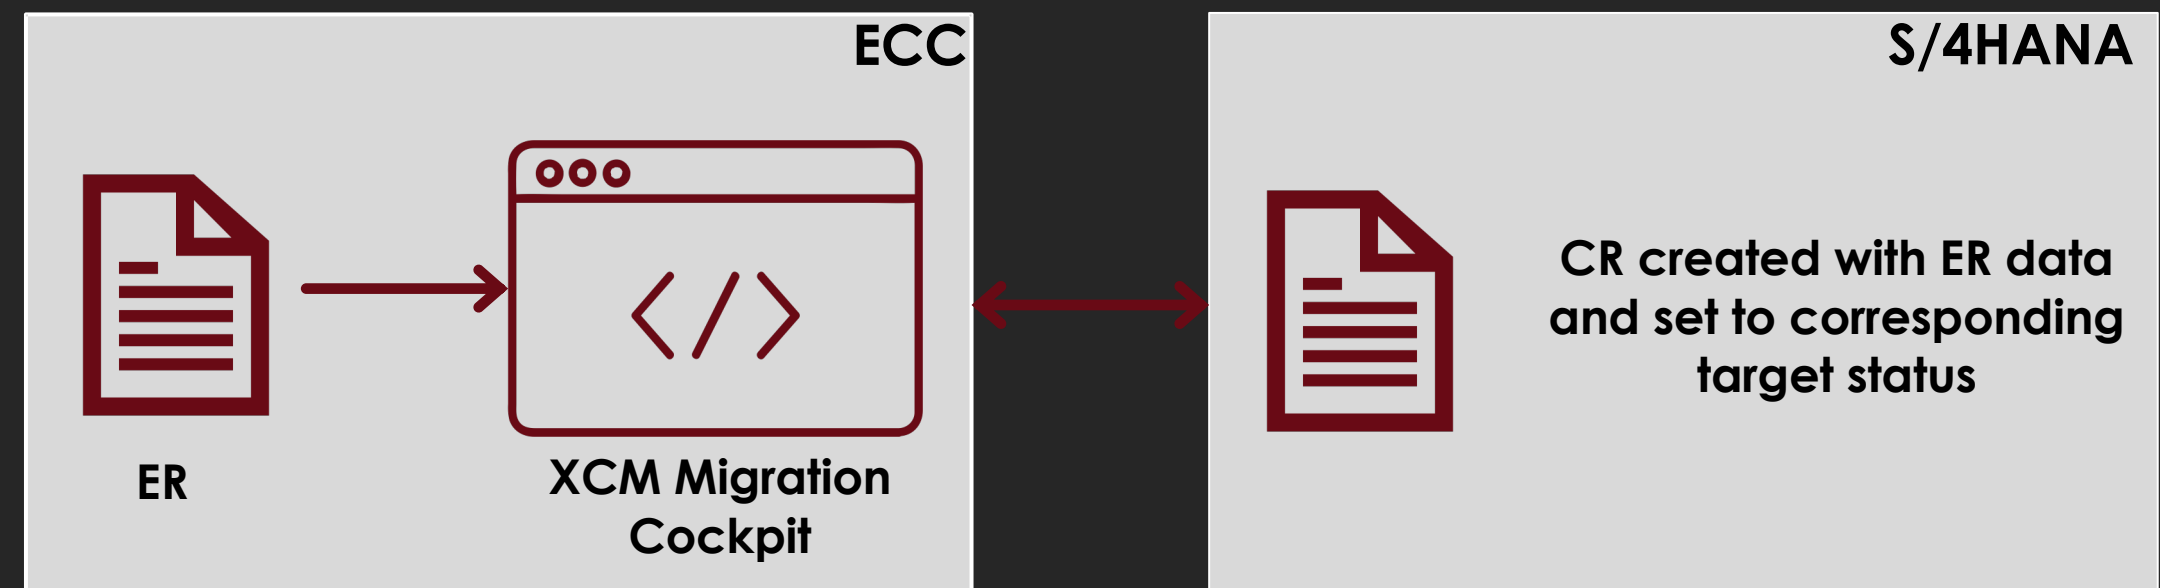 ECC
S/4HANA
ER
XCM Migration
Cockpit
CR created with ER data
and set to corresponding
target status